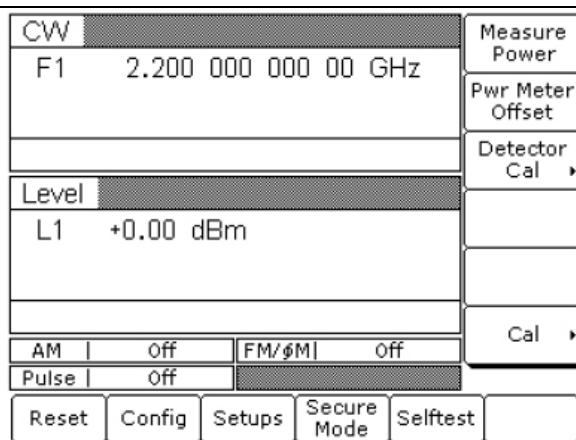 CW
F1 2.200 000 000 00 GHz
Level
L1 +0.00 dBm
AM | Off FM/ϕM| Off
Pulse | Off
Measure
Power
Pwr Meter
Offset
Detector
Cal
Cal
Reset Config Setups Secure Mode Selftest